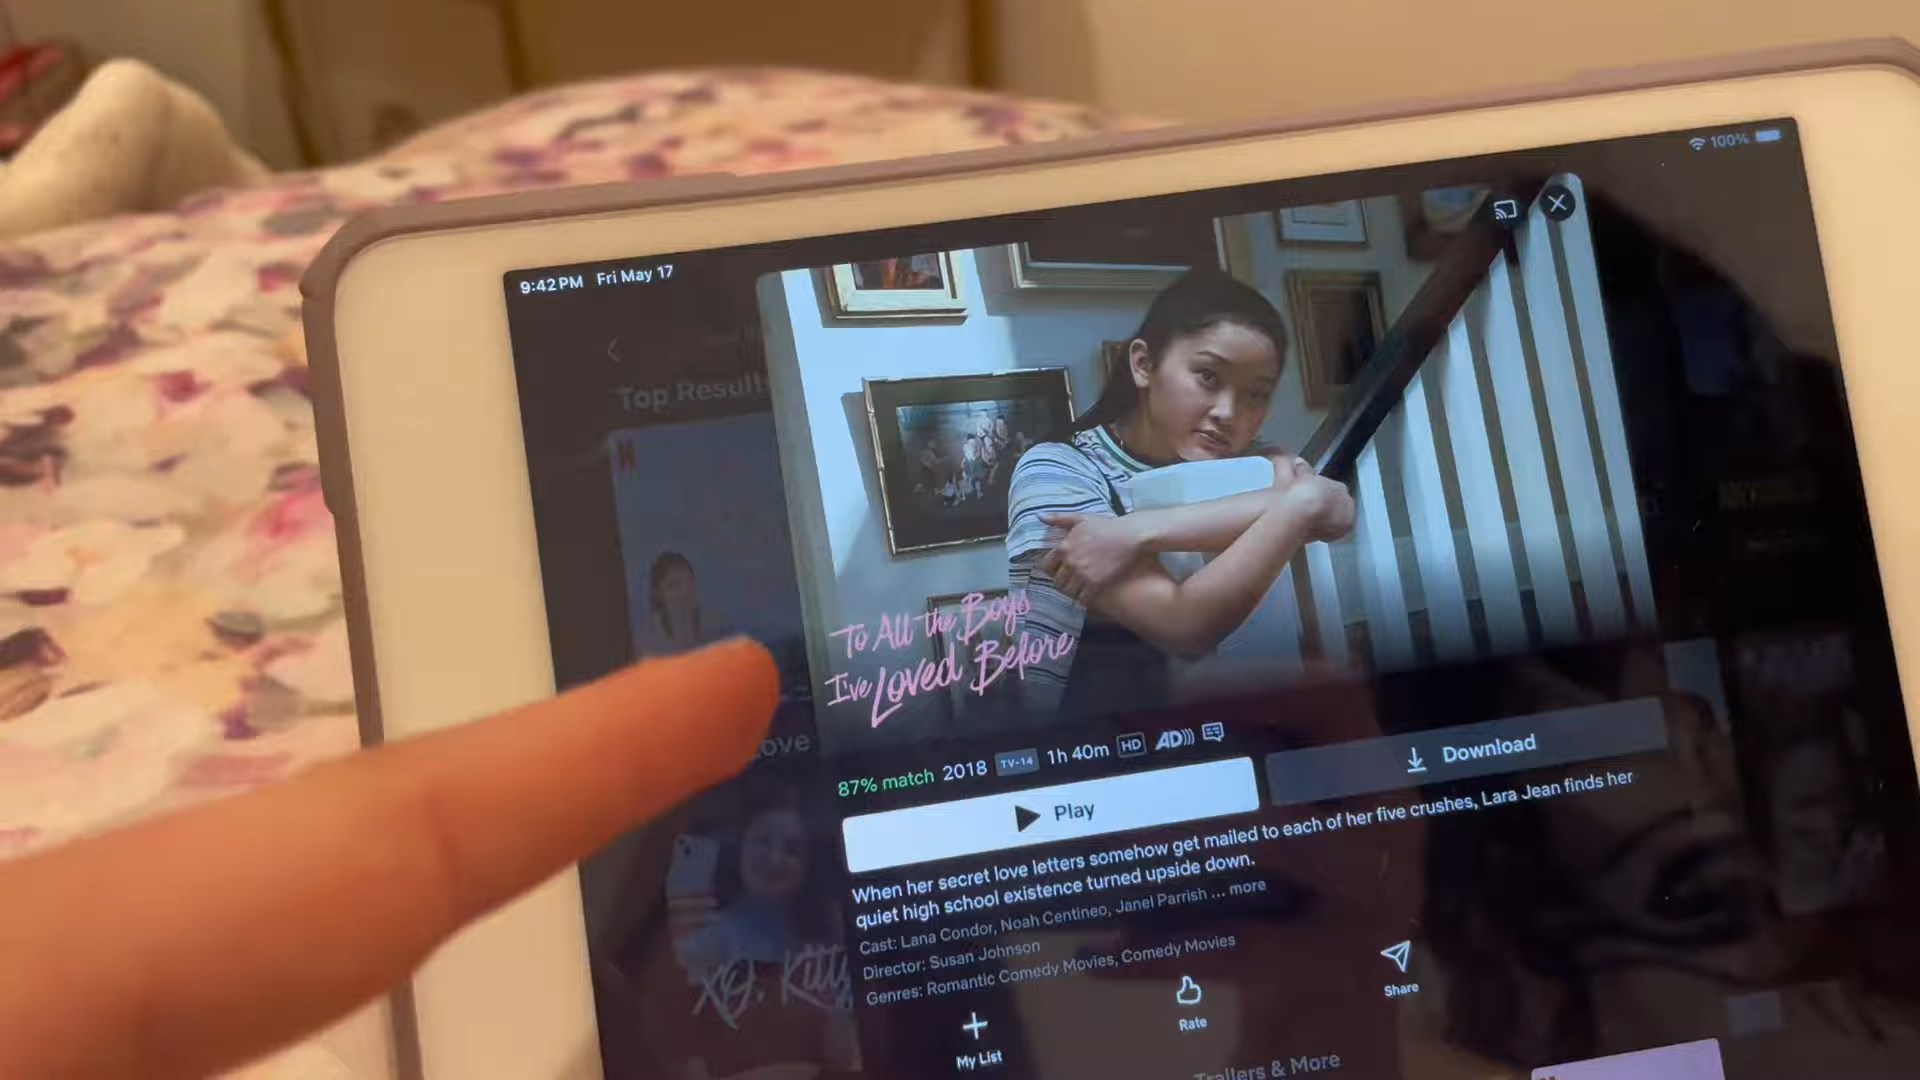 9:42 PM Fri May 17
100%
Top Results
To All the Boys
I've Loved Before
Love
87% match 2018 TV-14 1h 40m HD AD
Play
Download
When her secret love letters somehow get mailed to each of her five crushes, Lara Jean finds her
quiet high school existence turned upside down.
Cast: Lana Condor, Noah Centineo, Janel Parrish ... more
Director: Susan Johnson
Genres: Romantic Comedy Movies, Comedy Movies
XO, Kitty
My List
Rate
Share
Trailers & More